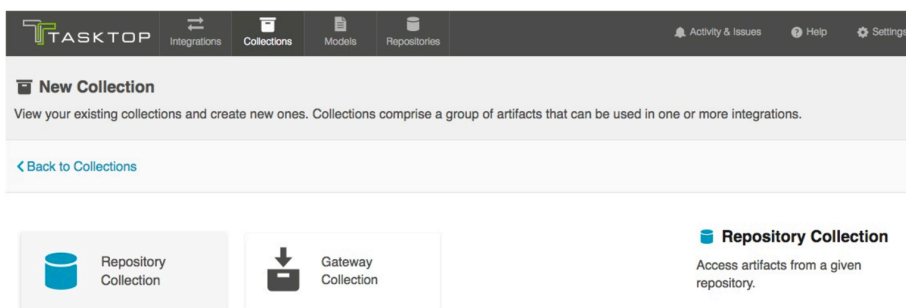 TASKTOP
Integrations
Collections
Models
Repositories
Activity & Issues
Help
Settings
New Collection
View your existing collections and create new ones. Collections comprise a group of artifacts that can be used in one or more integrations.
Back to Collections
Repository
Collection
Gateway
Collection
Repository Collection
Access artifacts from a given
repository.